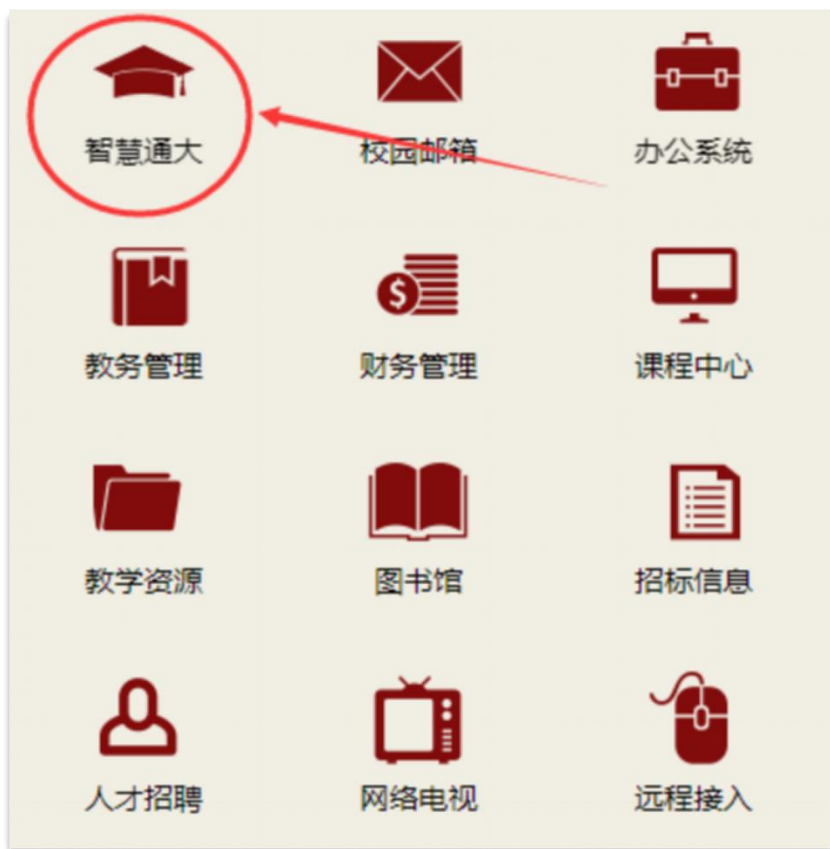 智慧通大 校园邮箱 办公系统
教务管理 财务管理 课程中心
教学资源 图书馆 招标信息
人才招聘 网络电视 远程接入